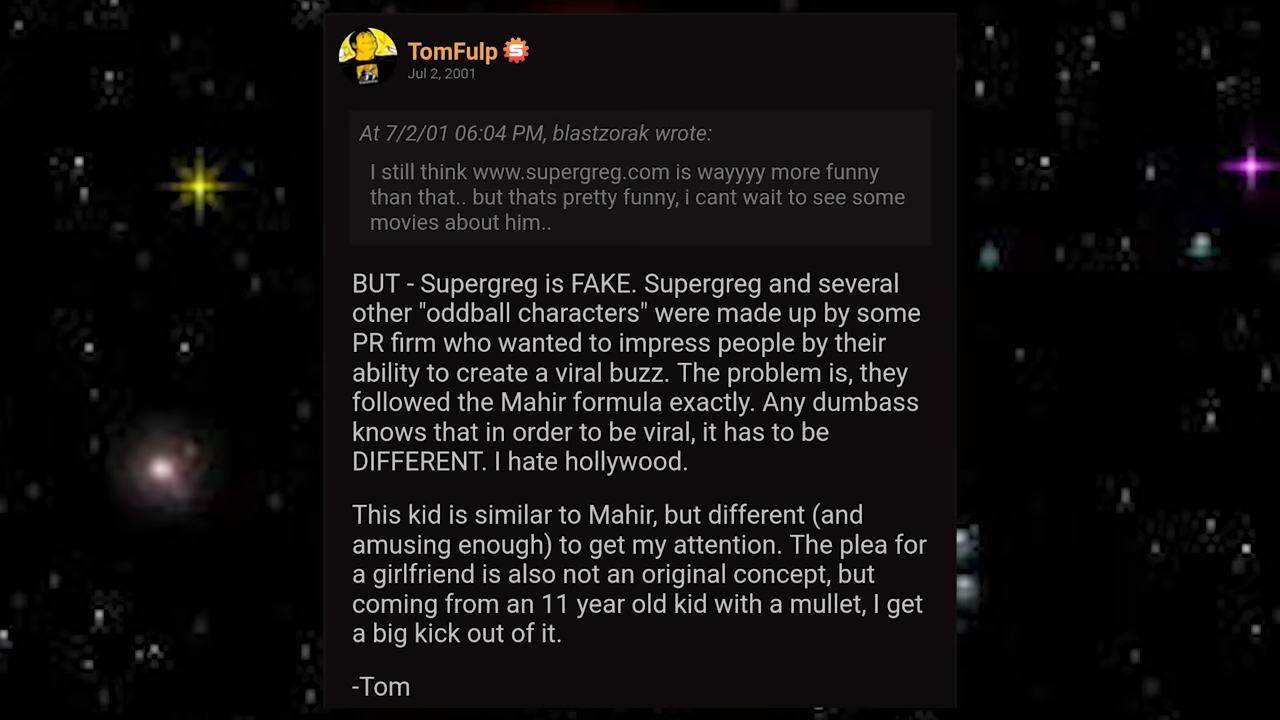 TomFulp
Jul 2, 2001
At 7/2/01 06:04 PM, blastzorak wrote:
I still think www.supergreg.com is wayyyy more funny
than that.. but thats pretty funny, i cant wait to see some
movies about him..
BUT - Supergreg is FAKE. Supergreg and several
other "oddball characters" were made up by some
PR firm who wanted to impress people by their
ability to create a viral buzz. The problem is, they
followed the Mahir formula exactly. Any dumbass
knows that in order to be viral, it has to be
DIFFERENT. I hate hollywood.
This kid is similar to Mahir, but different (and
amusing enough) to get my attention. The plea for
a girlfriend is also not an original concept, but
coming from an 11 year old kid with a mullet, I get
a big kick out of it.
-Tom